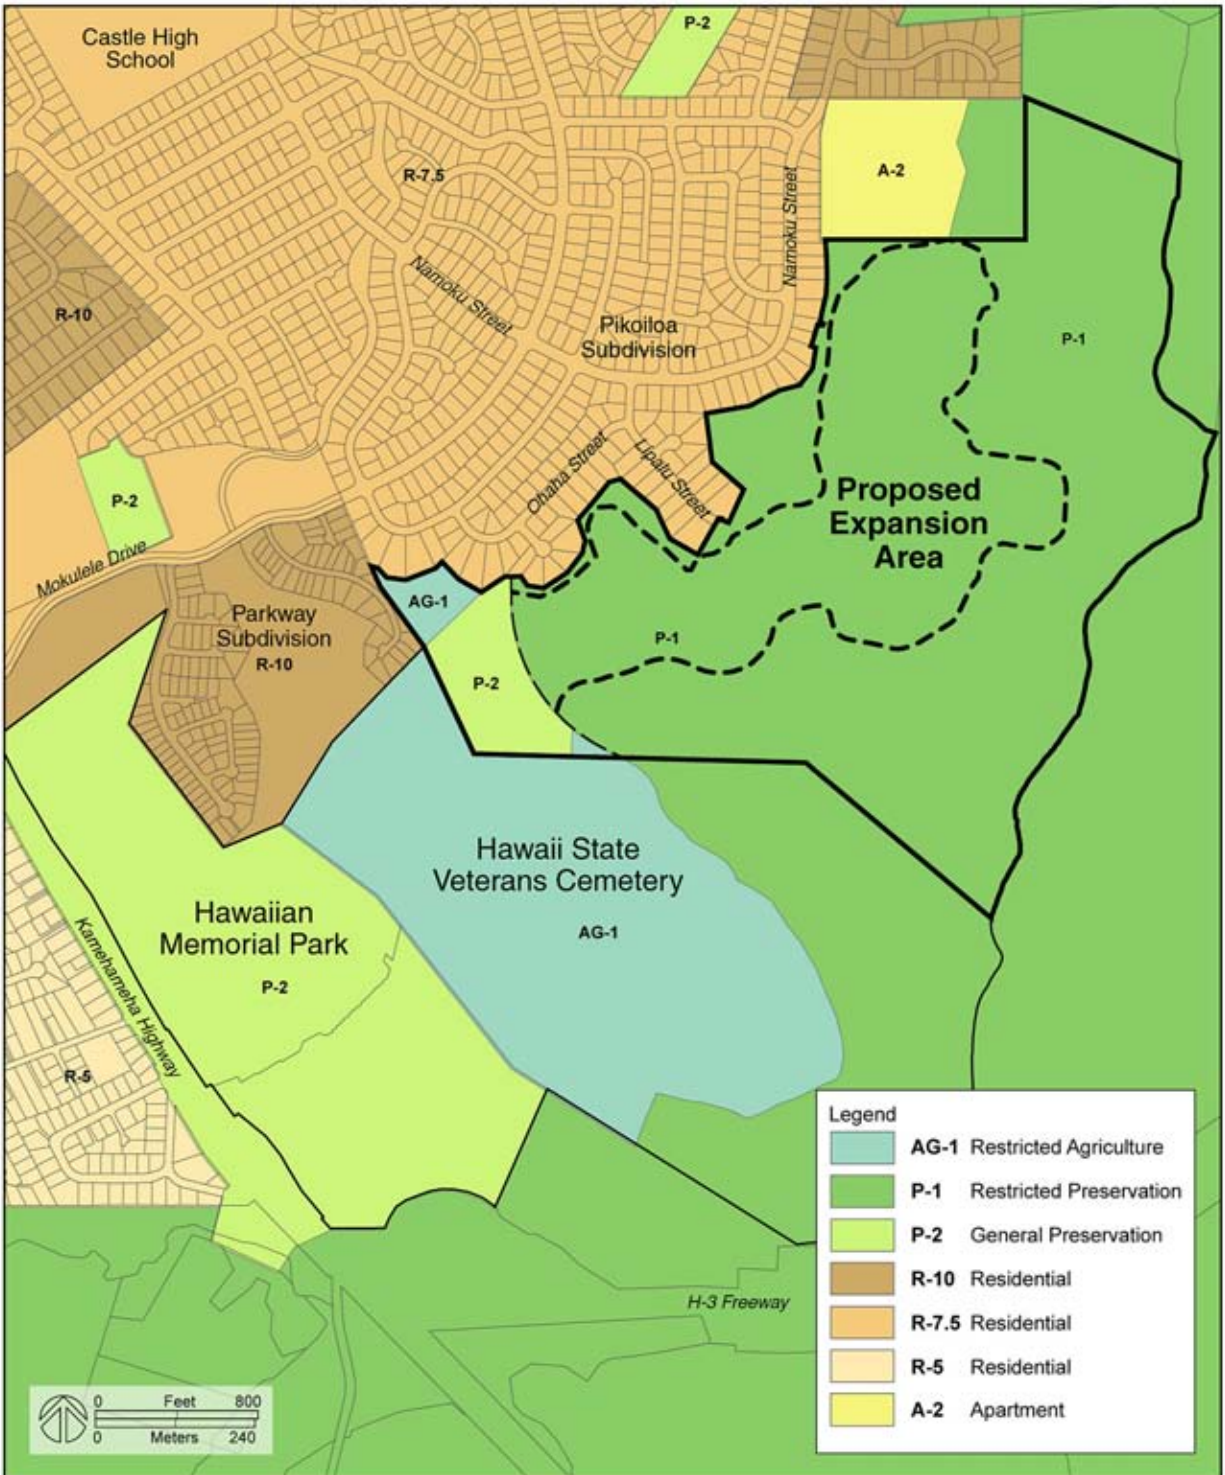 Castle High
School
P-2
R-7.5
Namoku Street
A-2
R-10
Namoku Street
Pikoiloa
Subdivision
P-1
P-2
Ohaha Street
Lipalu Street
Proposed
Expansion
Area
Mokulele Drive
AG-1
Parkway
Subdivision
R-10
P-1
P-2
Hawaii State
Veterans Cemetery
AG-1
Hawaiian
Memorial Park
P-2
Kamehameha Highway
R-5
H-3 Freeway
Legend
AG-1 Restricted Agriculture
P-1 Restricted Preservation
P-2 General Preservation
R-10 Residential
R-7.5 Residential
R-5 Residential
A-2 Apartment
0 Feet 800
0 Meters 240